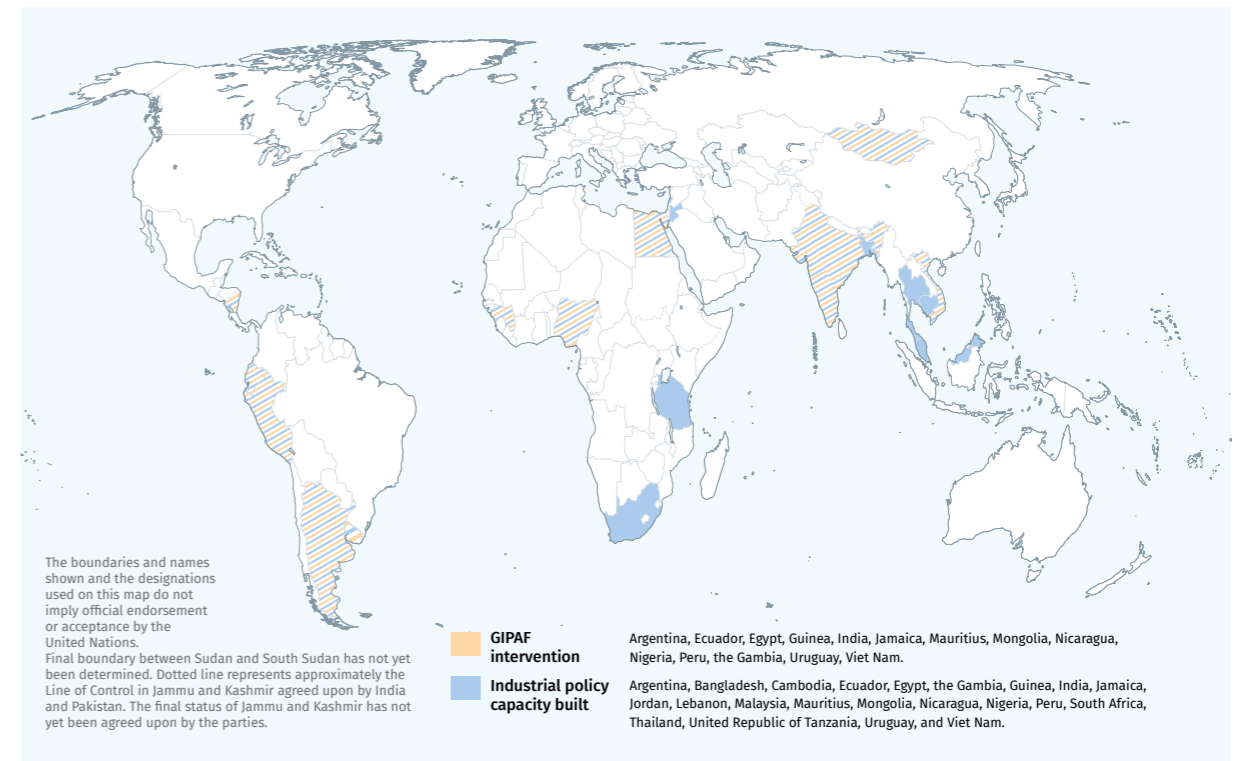 The boundaries and names
shown and the designations
used on this map do not
imply official endorsement
or acceptance by the
United Nations.
Final boundary between Sudan and South Sudan has not yet
been determined. Dotted line represents approximately the
Line of Control in Jammu and Kashmir agreed upon by India
and Pakistan. The final status of Jammu and Kashmir has not
yet been agreed upon by the parties.
GIPAF
intervention
Argentina, Ecuador, Egypt, Guinea, India, Jamaica, Mauritius, Mongolia, Nicaragua,
Nigeria, Peru, the Gambia, Uruguay, Viet Nam.
Industrial policy
capacity built
Argentina, Bangladesh, Cambodia, Ecuador, Egypt, the Gambia, Guinea, India, Jamaica,
Jordan, Lebanon, Malaysia, Mauritius, Mongolia, Nicaragua, Nigeria, Peru, South Africa,
Thailand, United Republic of Tanzania, Uruguay, and Viet Nam.